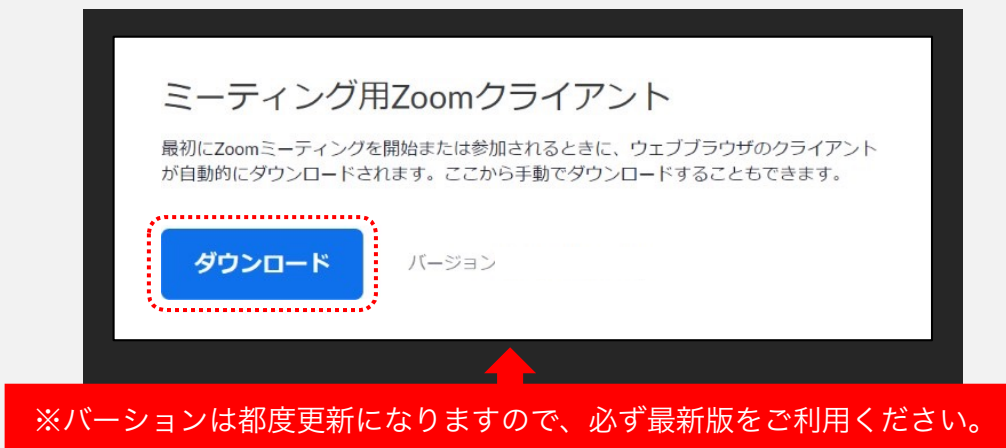 ミーティング用Zoomクライアント
最初にZoomミーティングを開始または参加されるときに、ウェブブラウザのクライアント
が自動的にダウンロードされます。ここから手動でダウンロードすることもできます。
ダウンロード バージョン
※バーションは都度更新になりますので、必ず最新版をご利用ください。